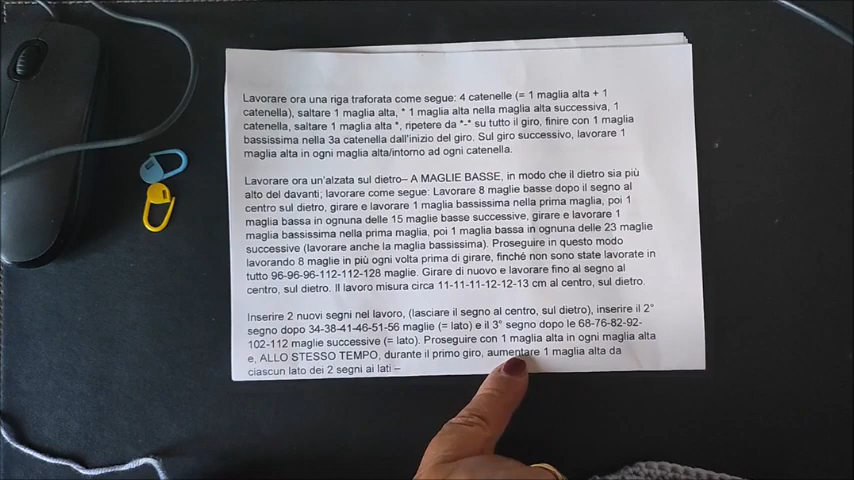 Lavorare ora una riga traforata come segue: 4 catenelle (= 1 maglia alta + 1
catenella), saltare 1 maglia alta, * 1 maglia alta nella maglia alta successiva, 1
catenella, saltare 1 maglia alta *, ripetere da *-* su tutto il giro, finire con 1 maglia
bassissima nella 3a catenella dall'inizio del giro. Sul giro successivo, lavorare 1
maglia alta in ogni maglia alta/intorno ad ogni catenella.
Lavorare ora un'alzata sul dietro– A MAGLIE BASSE, in modo che il dietro sia più
alto del davanti; lavorare come segue: Lavorare 8 maglie basse dopo il segno al
centro sul dietro, girare e lavorare 1 maglia bassissima nella prima maglia, poi 1
maglia bassa in ognuna delle 15 maglie basse successive, girare e lavorare 1
maglia bassissima nella prima maglia, poi 1 maglia bassa in ognuna delle 23 maglie
successive (lavorare anche la maglia bassissima). Proseguire in questo modo
lavorando 8 maglie in più ogni volta prima di girare, finché non sono state lavorate in
tutto 96-96-96-112-112-128 maglie. Girare di nuovo e lavorare fino al segno al
centro, sul dietro. Il lavoro misura circa 11-11-11-12-12-13 cm al centro, sul dietro.
Inserire 2 nuovi segni nel lavoro, (lasciare il segno al centro, sul dietro), inserire il 2°
segno dopo 34-38-41-46-51-56 maglie (= lato) e il 3° segno dopo le 68-76-82-92-
102-112 maglie successive (= lato). Proseguire con 1 maglia alta in ogni maglia alta
e, ALLO STESSO TEMPO, durante il primo giro, aumentare 1 maglia alta da
ciascun lato dei 2 segni ai lati –